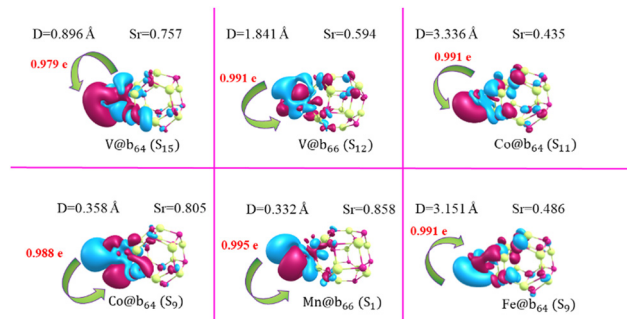 D=0.896 Å Sr=0.757
0.979 e
V@b₆₄ (S₁₅)
D=1.841 Å Sr=0.594
0.991 e
V@b₆₆ (S₁₂)
D=3.336 Å Sr=0.435
0.991 e
Co@b₆₄ (S₁₁)
D=0.358 Å Sr=0.805
0.988 e
Co@b₆₄ (S₉)
D=0.332 Å Sr=0.858
0.995 e
Mn@b₆₆ (S₁)
D=3.151 Å Sr=0.486
0.991 e
Fe@b₆₄ (S₉)